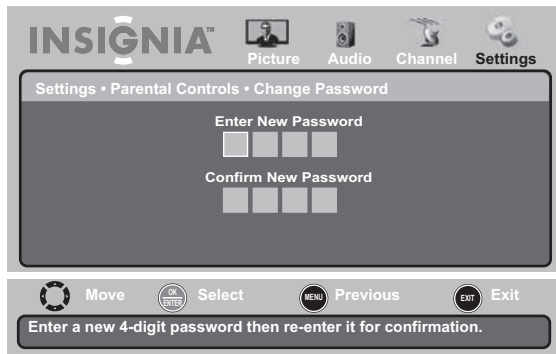 INSIGNIA™
Picture Audio Channel Settings
Settings • Parental Controls • Change Password
Enter New Password
Confirm New Password
Move OK ENTER Select MENU Previous EXIT Exit
Enter a new 4-digit password then re-enter it for confirmation.